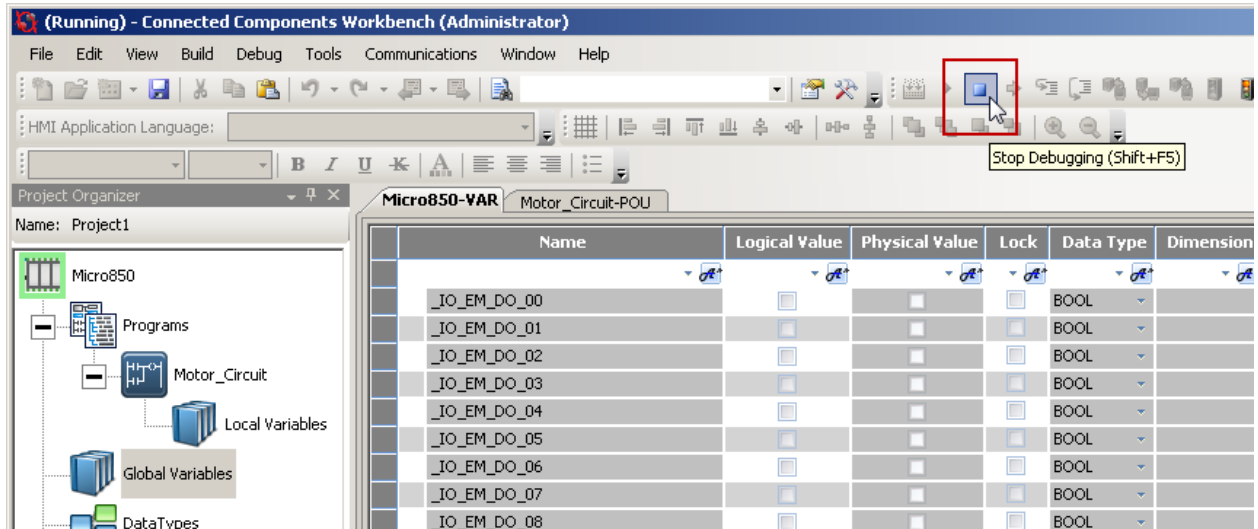 (Running) - Connected Components Workbench (Administrator)
File Edit View Build Debug Tools Communications Window Help
HMI Application Language:
B I U K A
Stop Debugging (Shift+F5)
Project Organizer
Micro850-VAR Motor_Circuit-POU
Name: Project1
Name Logical Value Physical Value Lock Data Type Dimension
Micro850
_IO_EM_DO_00 BOOL
Programs
_IO_EM_DO_01 BOOL
_IO_EM_DO_02 BOOL
Motor_Circuit
_IO_EM_DO_03 BOOL
_IO_EM_DO_04 BOOL
Local Variables
_IO_EM_DO_05 BOOL
Global Variables
_IO_EM_DO_06 BOOL
_IO_EM_DO_07 BOOL
DataTypes
_IO_EM_DO_08 BOOL